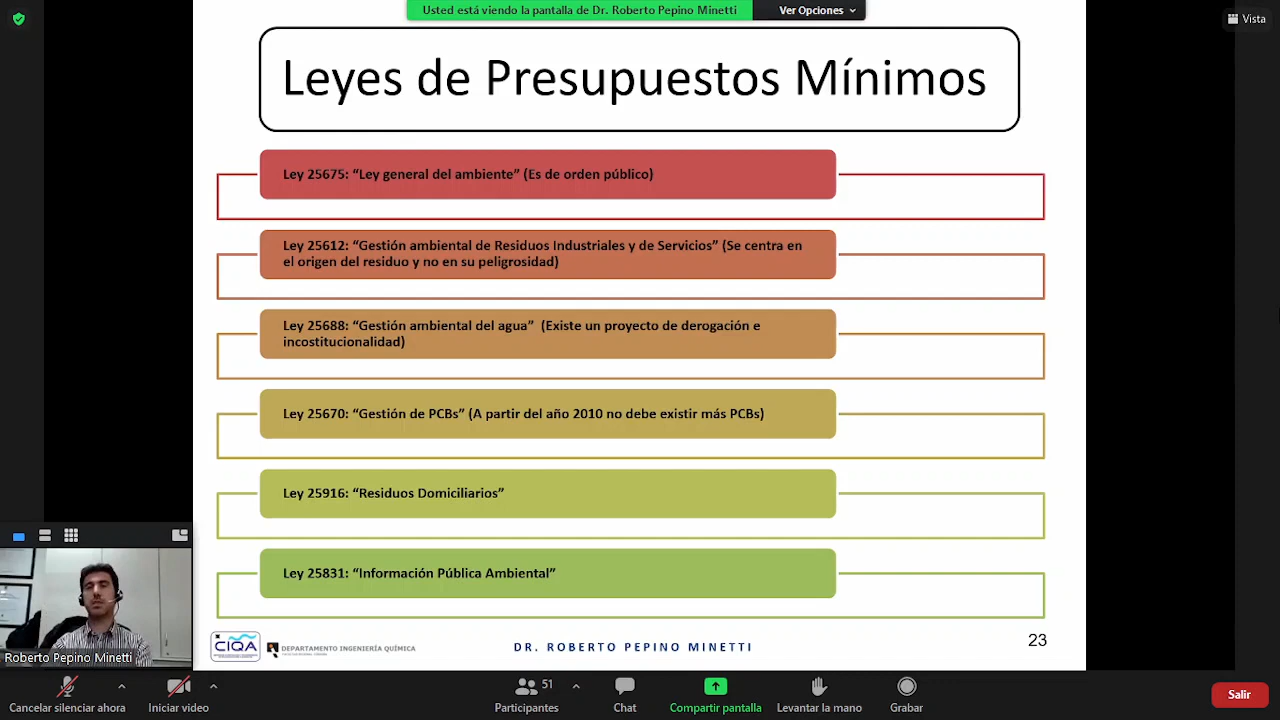 Usted está viendo la pantalla de Dr. Roberto Pepino Minetti
Ver Opciones
Vista
Leyes de Presupuestos Mínimos
Ley 25675: “Ley general del ambiente” (Es de orden público)
Ley 25612: “Gestión ambiental de Residuos Industriales y de Servicios” (Se centra en
el origen del residuo y no en su peligrosidad)
Ley 25688: “Gestión ambiental del agua” (Existe un proyecto de derogación e
incostitucionalidad)
Ley 25670: “Gestión de PCBs” (A partir del año 2010 no debe existir más PCBs)
Ley 25916: “Residuos Domiciliarios”
Ley 25831: “Información Pública Ambiental”
CIQA
DEPARTAMENTO INGENIERÍA QUÍMICA
DR. ROBERTO PEPINO MINETTI
23
Roberto Pepino Minetti
Cancelar silenciar ahora
Iniciar video
51
Participantes
Chat
Compartir pantalla
Levantar la mano
Grabar
Salir